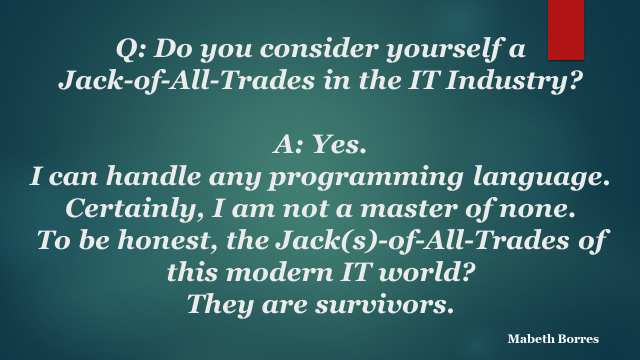 Q: Do you consider yourself a
Jack-of-All-Trades in the IT Industry?
A: Yes.
I can handle any programming language.
Certainly, I am not a master of none.
To be honest, the Jack(s)-of-All-Trades of
this modern IT world?
They are survivors.
Mabeth Borres